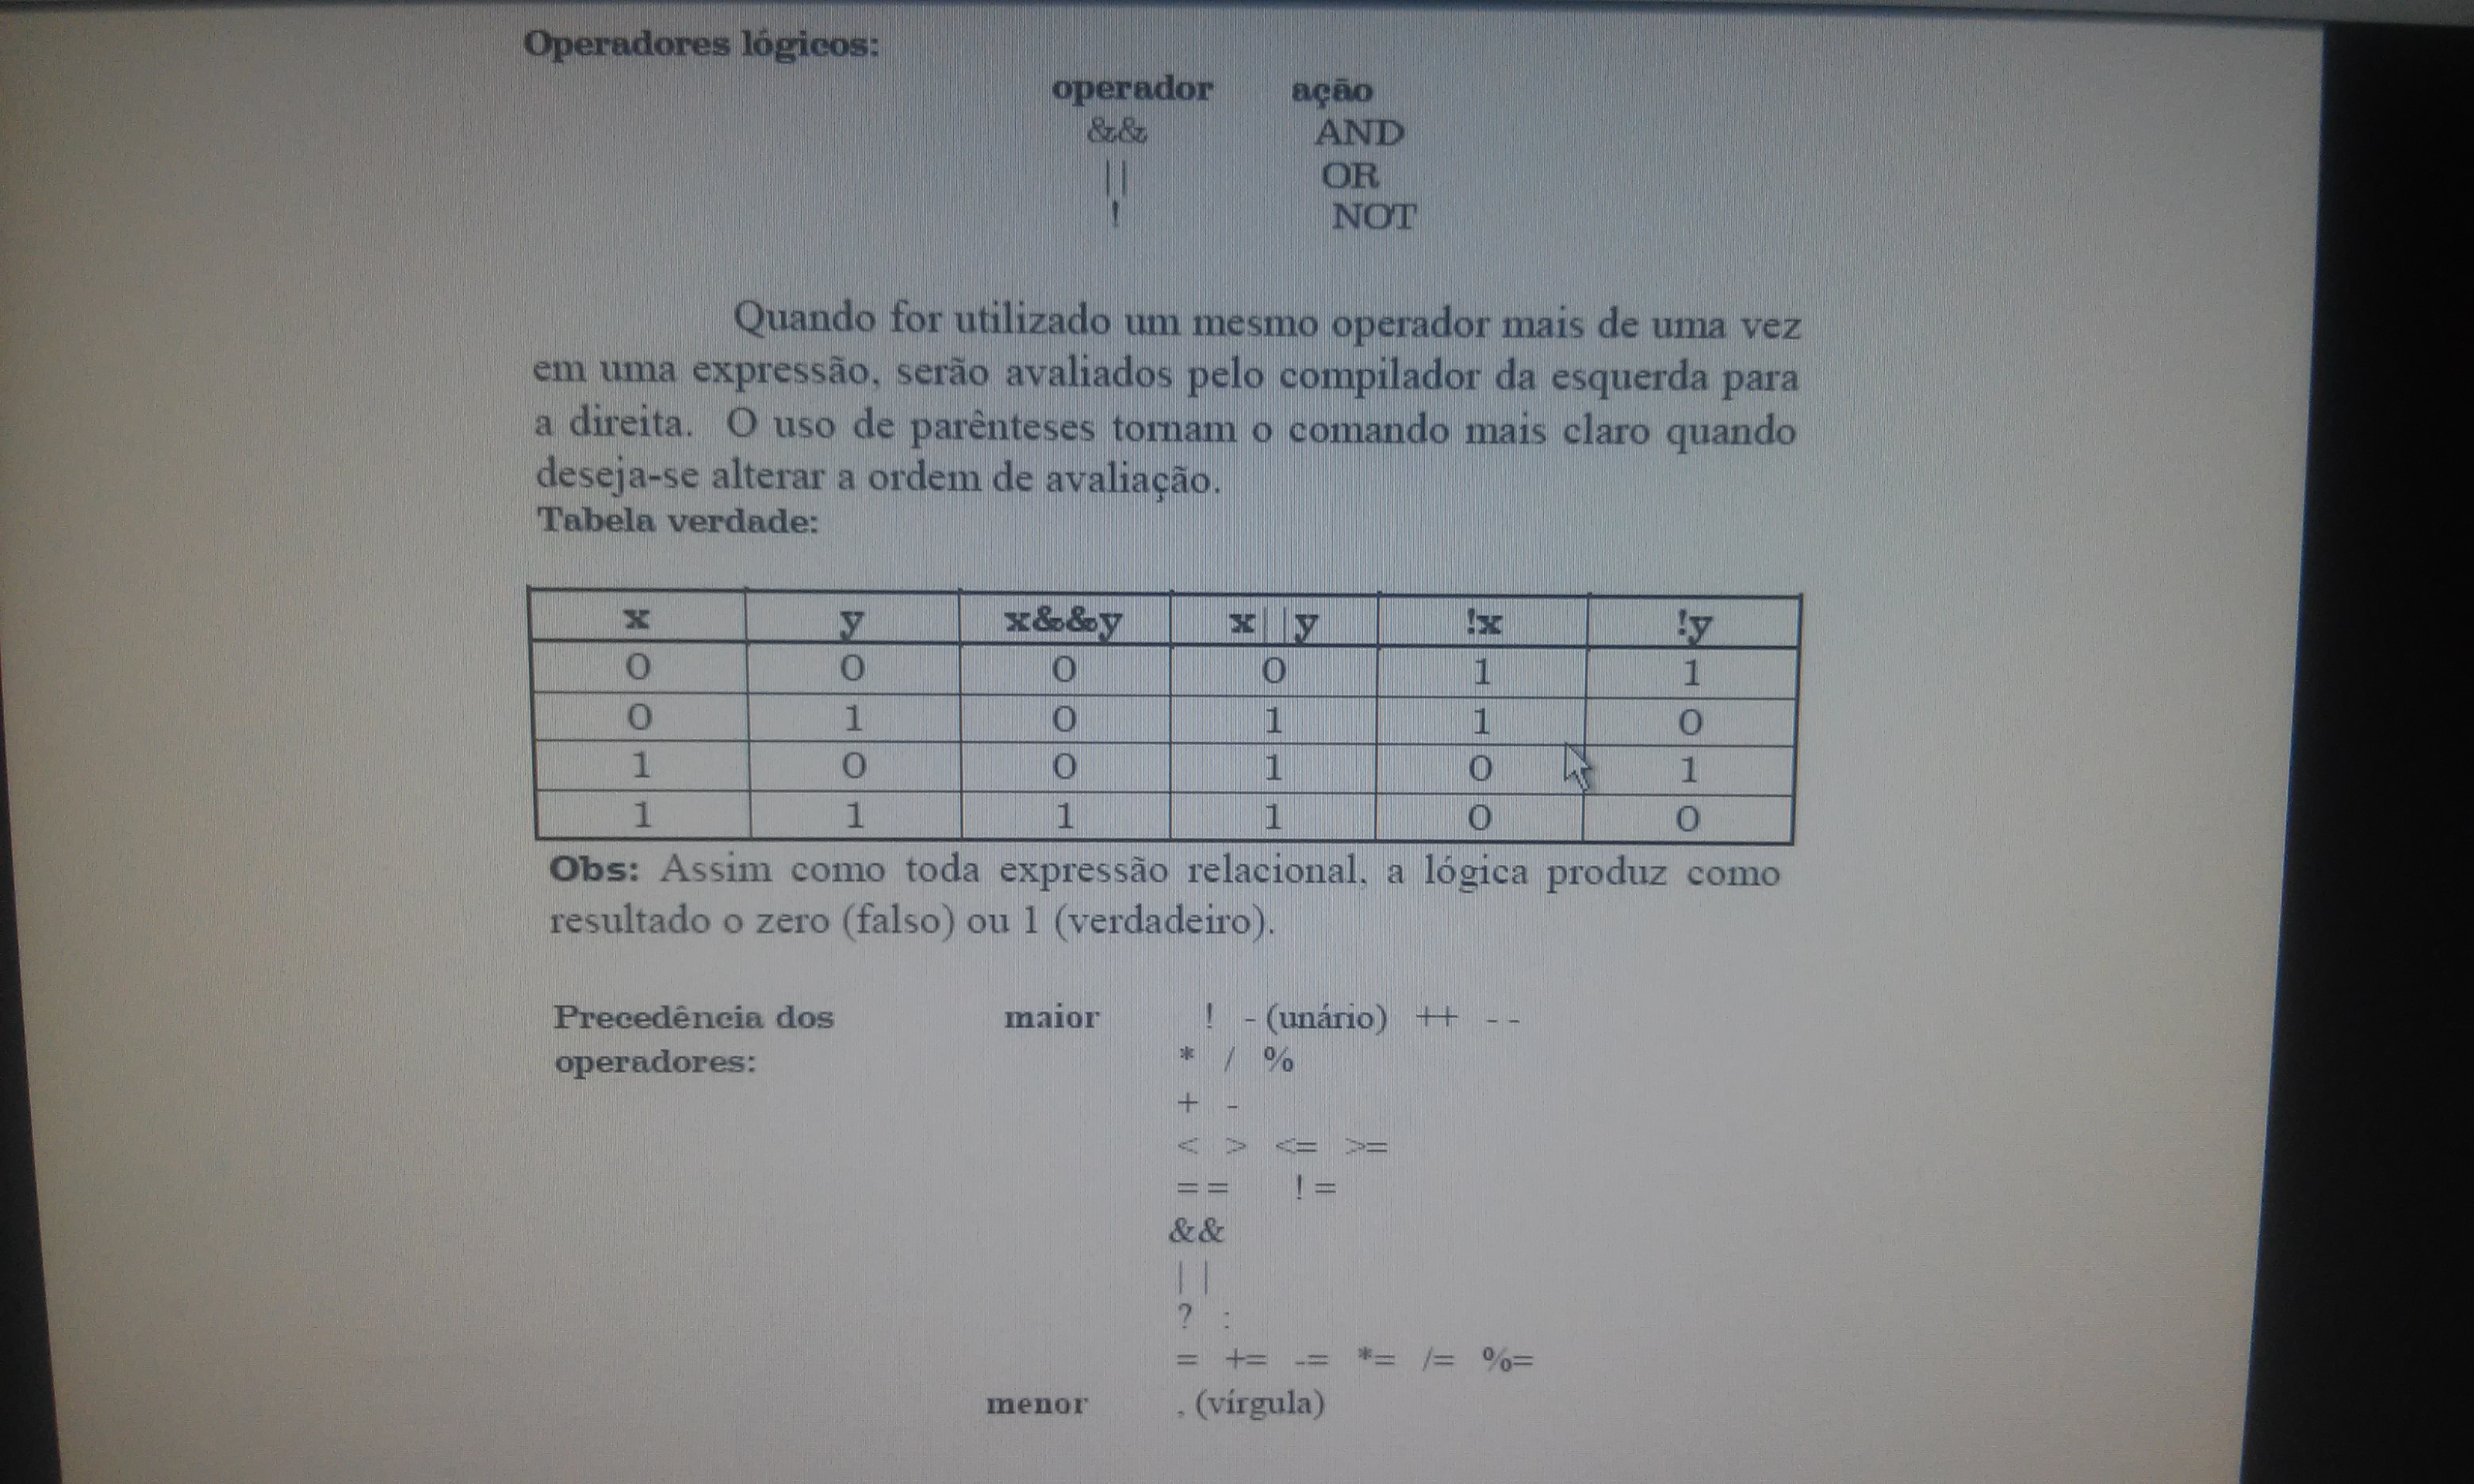 Operadores lógicos:
operador ação
&& AND
|| OR
! NOT
Quando for utilizado um mesmo operador mais de uma vez
em uma expressão, serão avaliados pelo compilador da esquerda para
a direita. O uso de parênteses tornam o comando mais claro quando
deseja-se alterar a ordem de avaliação.
Tabela verdade:
x y x&&y x||y !x !y
0 0 0 0 1 1
0 1 0 1 1 0
1 0 0 1 0 1
1 1 1 1 0 0
Obs: Assim como toda expressão relacional, a lógica produz como
resultado o zero (falso) ou 1 (verdadeiro).
Precedência dos maior ! - (unário) ++ - -
operadores: * / %
+ -
< > <= >=
== !=
&&
||
? :
= += -= *= /= %=
menor , (vírgula)